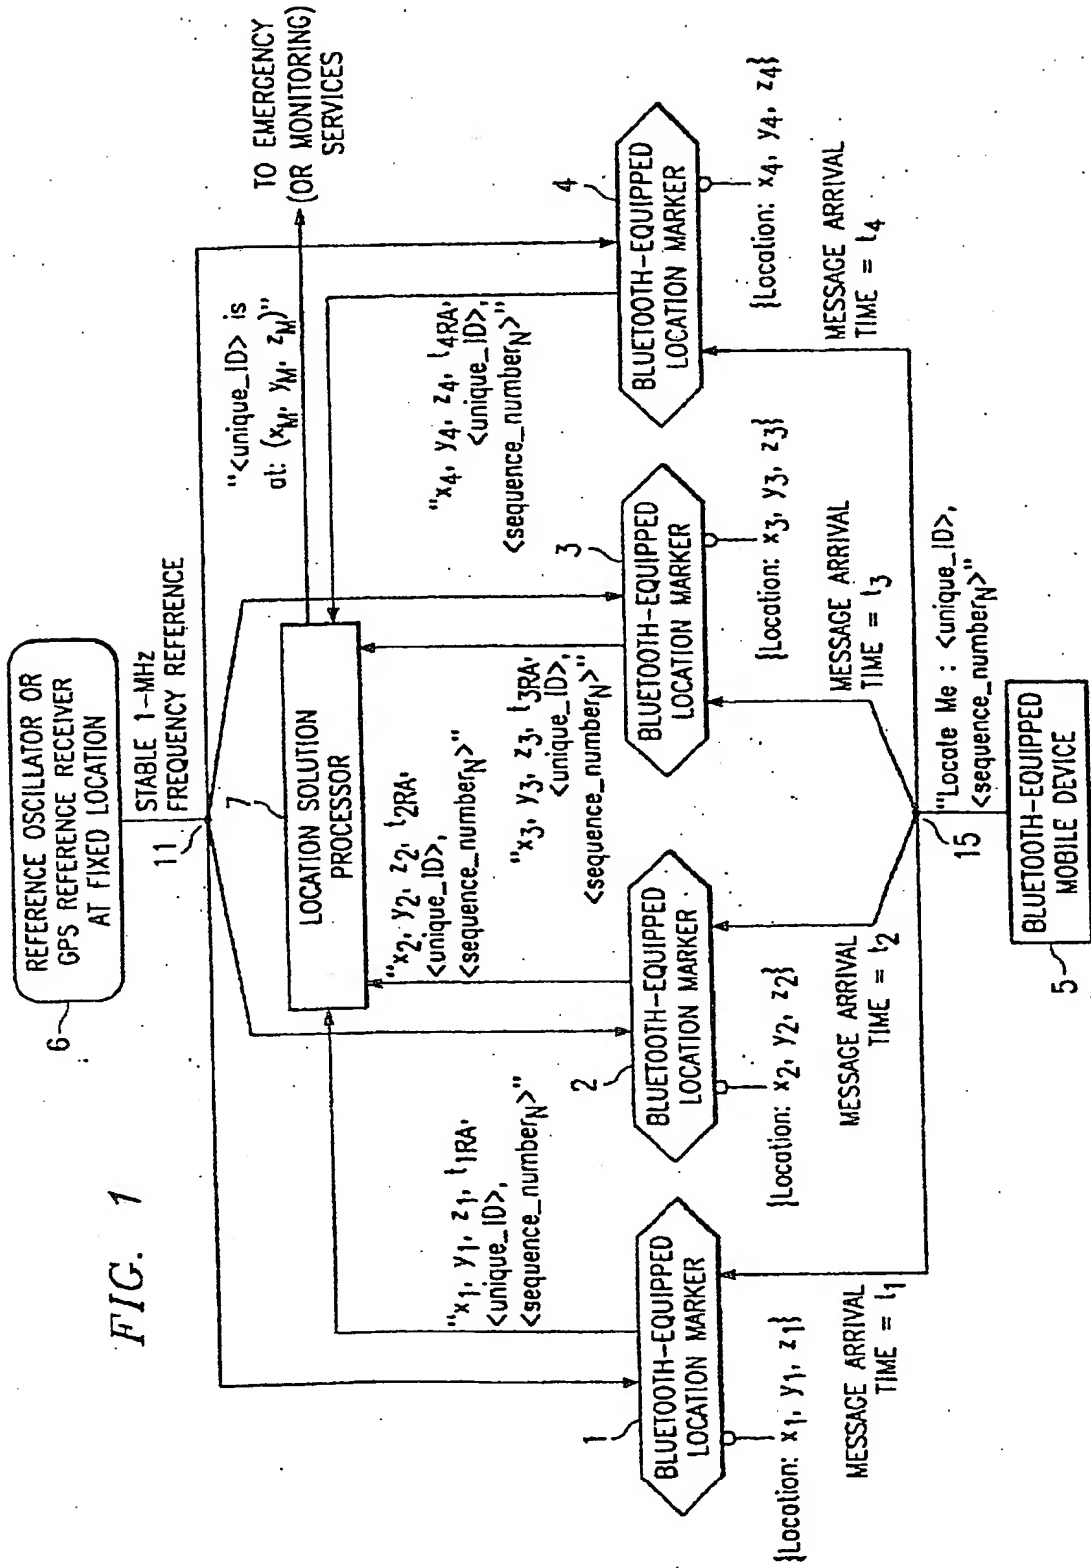 FIG. 1
REFERENCE OSCILLATOR OR
GPS REFERENCE RECEIVER
AT FIXED LOCATION
6
STABLE 1-MHz
FREQUENCY REFERENCE
11
7
LOCATION SOLUTION
PROCESSOR
"<unique_ID> is
at: (xM, yM, zM)"
TO EMERGENCY
(OR MONITORING)
SERVICES
"x1, y1, z1, t1RA,
<unique_ID>,
<sequence_numberN>"
"x2, y2, z2, t2RA,
<unique_ID>,
<sequence_numberN>"
"x3, y3, z3, t3RA,
<unique_ID>,
<sequence_numberN>"
"x4, y4, z4, t4RA,
<unique_ID>,
<sequence_numberN>"
1
BLUETOOTH-EQUIPPED
LOCATION MARKER
{Location: x1, y1, z1}
MESSAGE ARRIVAL
TIME = t1
2
BLUETOOTH-EQUIPPED
LOCATION MARKER
{Location: x2, y2, z2}
MESSAGE ARRIVAL
TIME = t2
3
BLUETOOTH-EQUIPPED
LOCATION MARKER
{Location: x3, y3, z3}
MESSAGE ARRIVAL
TIME = t3
4
BLUETOOTH-EQUIPPED
LOCATION MARKER
{Location: x4, y4, z4}
MESSAGE ARRIVAL
TIME = t4
15
"Locate Me : <unique_ID>,
<sequence_numberN>"
5
BLUETOOTH-EQUIPPED
MOBILE DEVICE